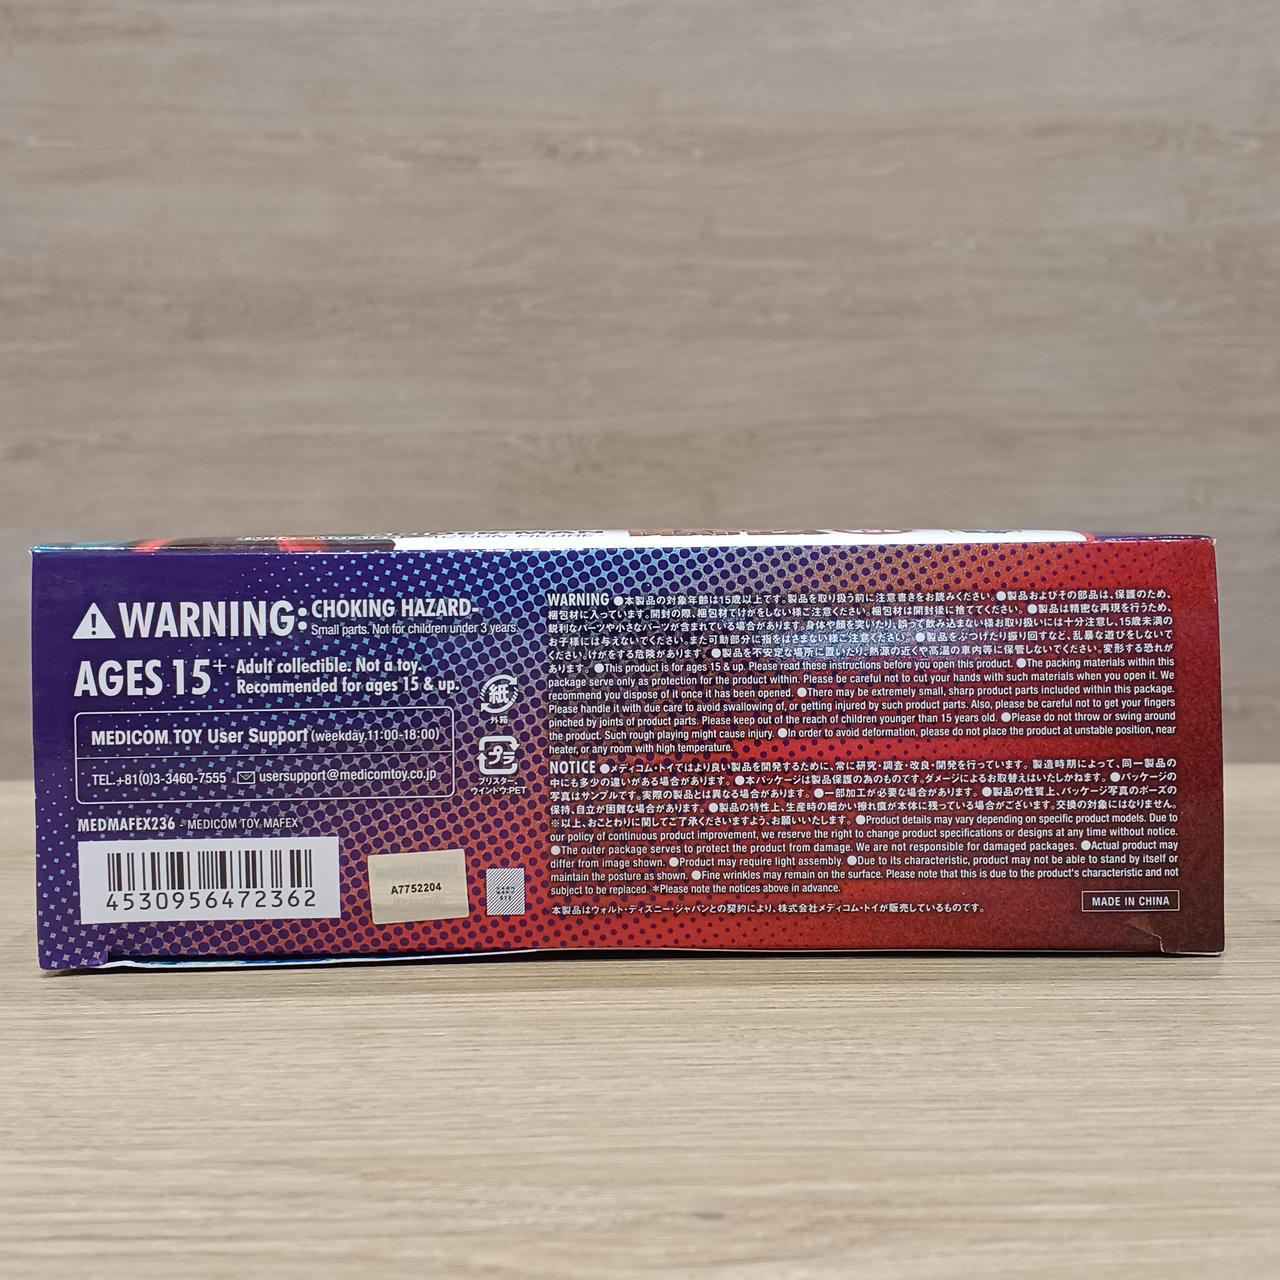 ACTION FIGURE
WARNING: CHOKING HAZARD-
Small parts. Not for children under 3 years.
AGES 15+ Adult collectible. Not a toy.
Recommended for ages 15 & up.
MEDICOM TOY User Support (weekday,11:00-18:00)
TEL.+81(0)3-3460-7555 usersupport@medicomtoy.co.jp
MEDMAFEX236 - MEDICOM TOY MAFEX
4530956472362
A7752204
紙
外箱
プラ
ブリスター,
ウインドウ:PET
WARNING ●本製品の対象年齢は15歳以上です。製品を取り扱う前に注意書きをお読みください。●製品およびその部品は、保護のため、
梱包材に入っています。開封の際、梱包材でけがをしない様ご注意ください。梱包材は開封後に捨ててください。●製品は精密な再現を行うため、
鋭利なパーツや小さなパーツが含まれている場合があります。身体や顔を突いたり、誤って飲み込まない様お取り扱いには十分注意し、15歳未満の
お子様には与えないでください。また可動部分に指をはさまない様ご注意ください。●製品をぶつけたり振り回すなど、乱暴な遊びをしないで
ください。けがをする危険があります。●製品を不安定な場所に置いたり、熱源の近くや高温の車内等に保管しないでください。変形する恐れが
あります。●This product is for ages 15 & up. Please read these instructions before you open this product. ●The packing materials within this
package serve only as protection for the product within. Please be careful not to cut your hands with such materials when you open it. We
recommend you dispose of it once it has been opened. ●There may be extremely small, sharp product parts included within this package.
Please handle it with due care to avoid swallowing of, or getting injured by such product parts. Also, please be careful not to get your fingers
pinched by joints of product parts. Please keep out of the reach of children younger than 15 years old. ●Please do not throw or swing around
the product. Such rough playing might cause injury. ●In order to avoid deformation, please do not place the product at unstable position, near
heater, or any room with high temperature.
NOTICE ●メディコム・トイではより良い製品を開発するために、常に研究・調査・改良・開発を行っています。製造時期によって、同一製品の
中にも多少の違いがある場合があります。●本パッケージは製品保護の為のものです。ダメージによるお取替えはいたしかねます。●パッケージの
写真はサンプルです。実際の製品とは異なる場合があります。●一部加工が必要な場合があります。●製品の性質上、パッケージ写真のポーズの
保持、自立が困難な場合があります。●製品の特性上、生産時の細かい擦れ痕が本体に残っている場合がございます。交換の対象にはなりません。
※以上、おことわりに関してご了承くださいますよう、お願いいたします。●Product details may vary depending on specific product models. Due to
our policy of continuous product improvement, we reserve the right to change product specifications or designs at any time without notice.
●The outer package serves to protect the product from damage. We are not responsible for damaged packages. ●Actual product may
differ from image shown. ●Product may require light assembly. ●Due to its characteristic, product may not be able to stand by itself or
maintain the posture as shown. ●Fine wrinkles may remain on the surface. Please note that this is due to the product's characteristic and not
subject to be replaced. ※Please note the notices above in advance.
本製品はウォルト・ディズニー・ジャパンとの契約により、株式会社メディコム・トイが販売しているものです。
MADE IN CHINA